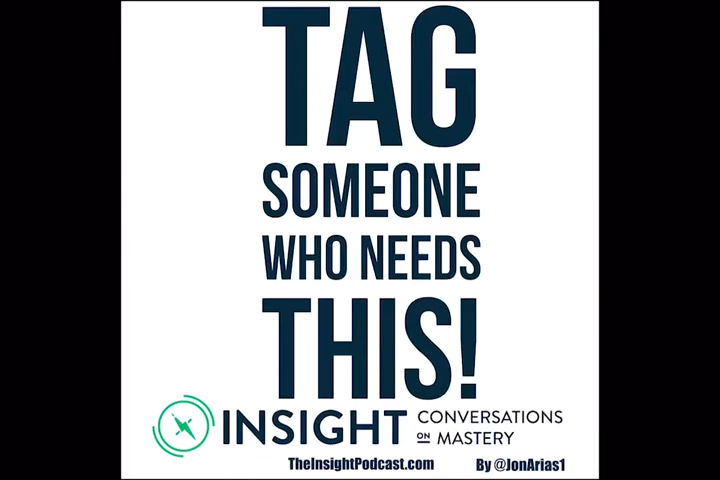 TAG
SOMEONE
WHO NEEDS
THIS!
INSIGHT CONVERSATIONS
ON MASTERY
TheInsightPodcast.com By @JonArias1